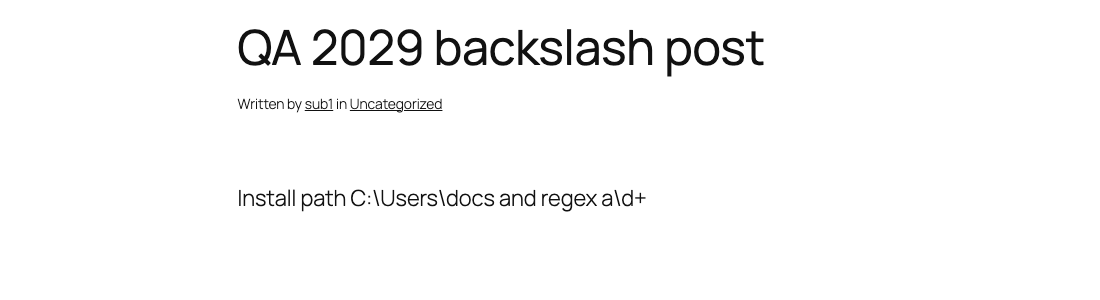 QA 2029 backslash post
Written by sub1 in Uncategorized
Install path C:\Users\docs and regex a\d+